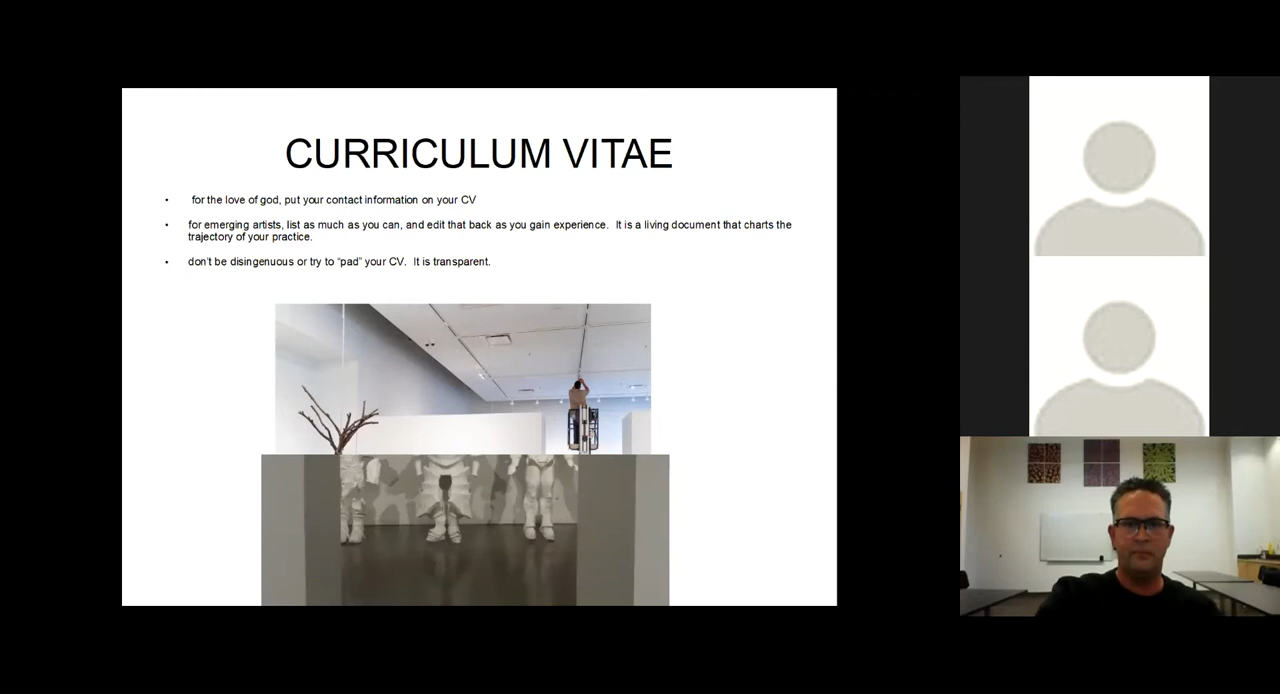 CURRICULUM VITAE
• for the love of god, put your contact information on your CV
• for emerging artists, list as much as you can, and edit that back as you gain experience.  It is a living document that charts the
trajectory of your practice.
• don't be disingenuous or try to “pad” your CV.  It is transparent.